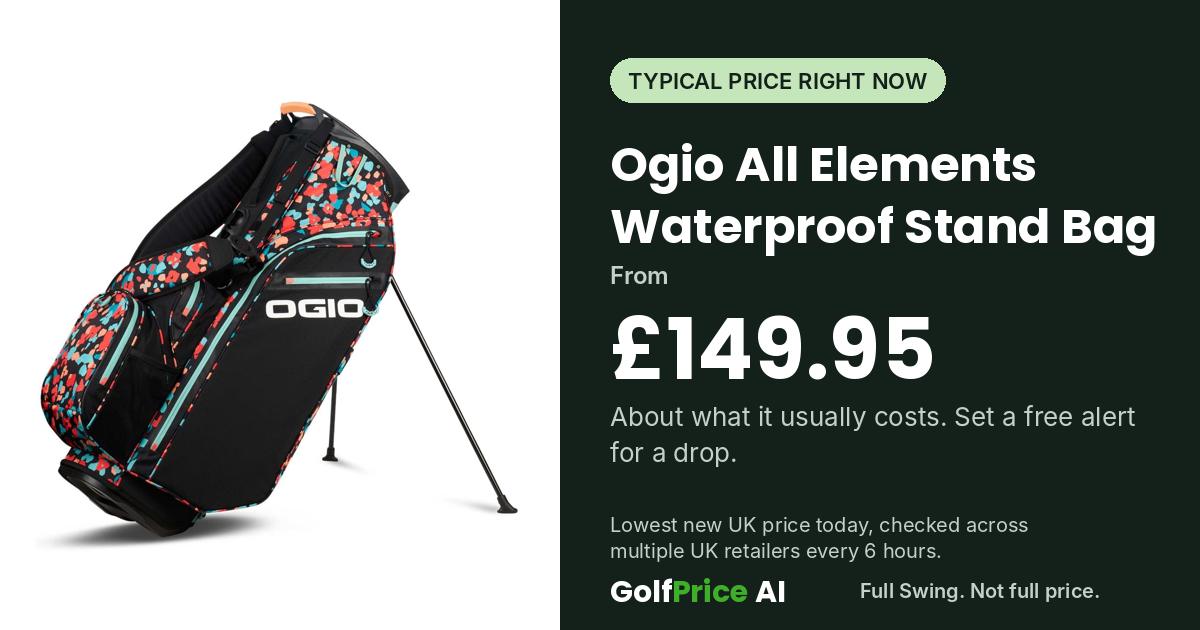 OGIO
TYPICAL PRICE RIGHT NOW
Ogio All Elements
Waterproof Stand Bag
From
£149.95
About what it usually costs. Set a free alert
for a drop.
Lowest new UK price today, checked across
multiple UK retailers every 6 hours.
GolfPrice AI
Full Swing. Not full price.